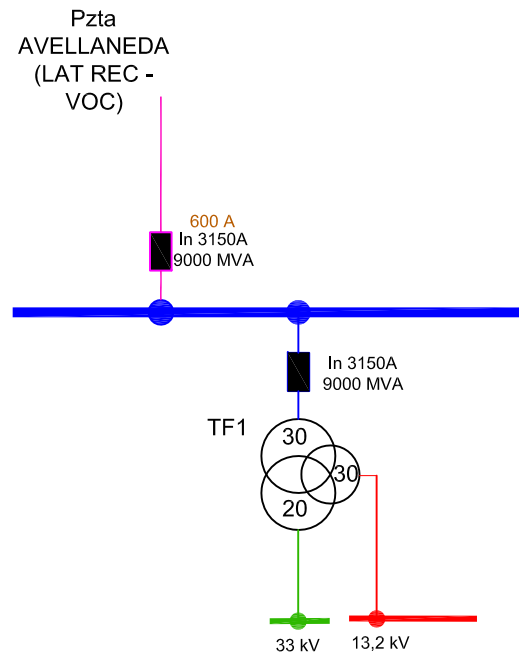 Pzta
AVELLANEDA
(LAT REC -
VOC)
600 A
In 3150A
9000 MVA
In 3150A
9000 MVA
TF1
30
30
20
33 kV
13,2 kV